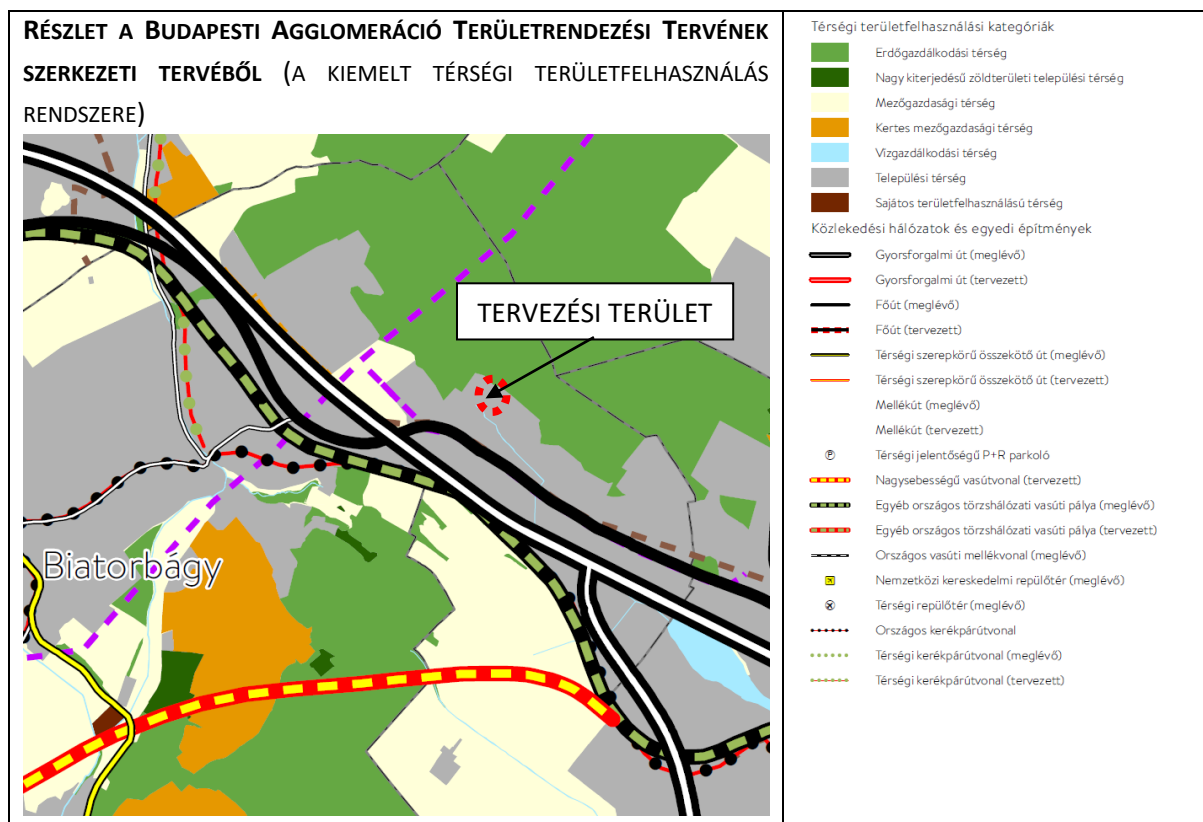 RÉSZLET A BUDAPESTI AGGLOMERÁCIÓ TERÜLETRENDEZÉSI TERVÉNEK
SZERKEZETI TERVÉBŐL (A KIEMELT TÉRSÉGI TERÜLETFELHASZNÁLÁS
RENDSZERE)
TERVEZÉSI TERÜLET
Biatorbágy
Térségi területfelhasználási kategóriák
Erdőgazdálkodási térség
Nagy kiterjedésű zöldterületi települési térség
Mezőgazdasági térség
Kertes mezőgazdasági térség
Vízgazdálkodási térség
Települési térség
Sajátos területfelhasználású térség
Közlekedési hálózatok és egyedi építmények
Gyorsforgalmi út (meglévő)
Gyorsforgalmi út (tervezett)
Főút (meglévő)
Főút (tervezett)
Térségi szerepkörű összekötő út (meglévő)
Térségi szerepkörű összekötő út (tervezett)
Mellékút (meglévő)
Mellékút (tervezett)
P Térségi jelentőségű P+R parkoló
Nagysebességű vasútvonal (tervezett)
Egyéb országos törzshálózati vasúti pálya (meglévő)
Egyéb országos törzshálózati vasúti pálya (tervezett)
Országos vasúti mellékvonal (meglévő)
Nemzetközi kereskedelmi repülőtér (meglévő)
Térségi repülőtér (meglévő)
Országos kerékpárútvonal
Térségi kerékpárútvonal (meglévő)
Térségi kerékpárútvonal (tervezett)